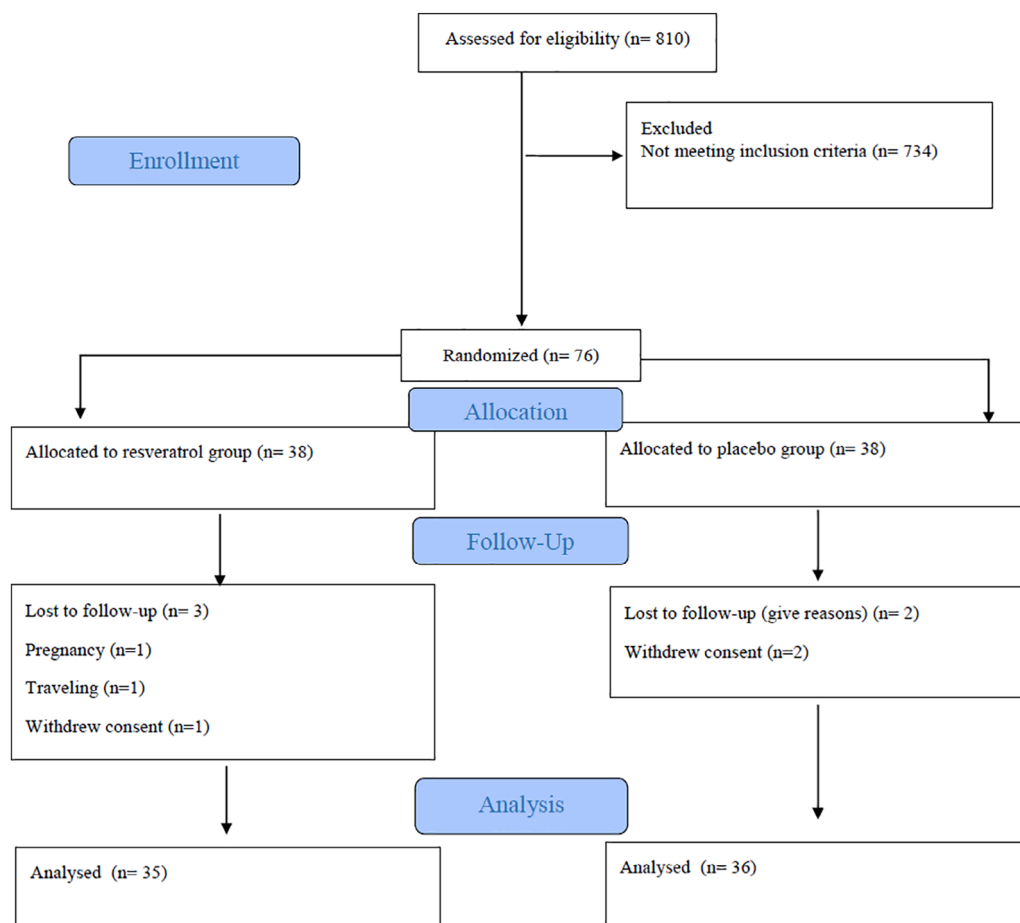 Assessed for eligibility (n= 810)
Enrollment
Excluded
Not meeting inclusion criteria (n= 734)
Randomized (n= 76)
Allocation
Allocated to resveratrol group (n= 38)
Allocated to placebo group (n= 38)
Follow-Up
Lost to follow-up (n= 3)
Pregnancy (n=1)
Traveling (n=1)
Withdrew consent (n=1)
Lost to follow-up (give reasons) (n= 2)
Withdrew consent (n=2)
Analysis
Analysed (n= 35)
Analysed (n= 36)